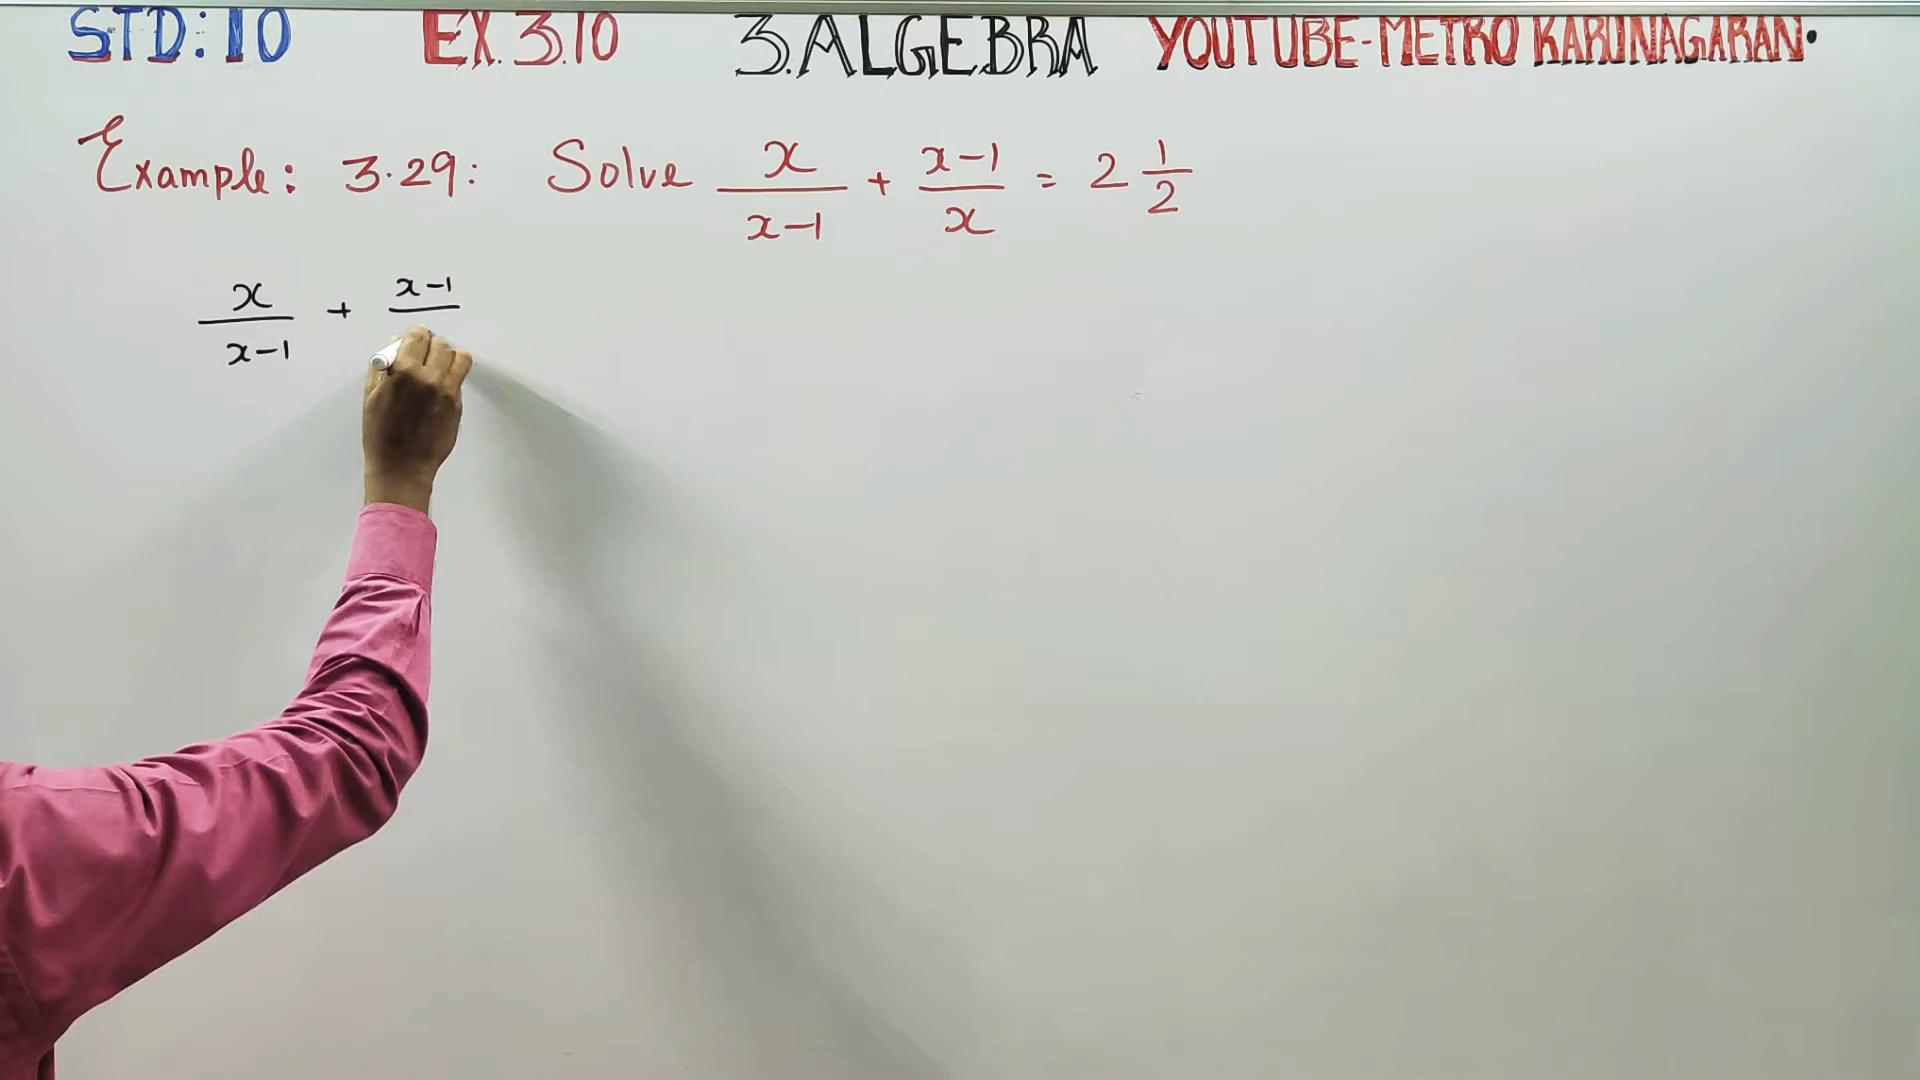 STD: 10 EX. 3.10 3. ALGEBRA YOUTUBE-METRO KARUNAGARAN.
Example: 3.29: Solve x/(x-1) + (x-1)/x = 2 1/2
x/(x-1) + (x-1)/